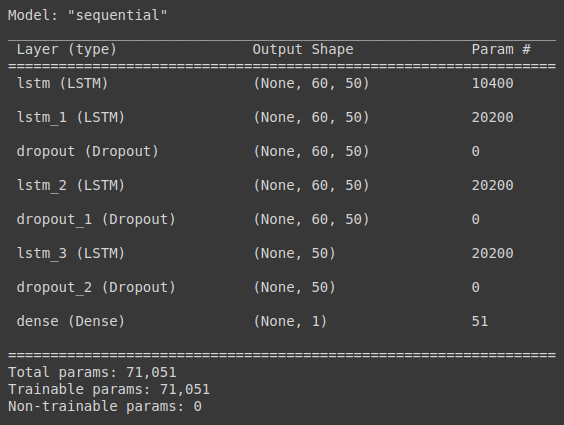 Model: "sequential"
_________________________________________________________________
Layer (type) Output Shape Param #
=================================================================
lstm (LSTM) (None, 60, 50) 10400
lstm_1 (LSTM) (None, 60, 50) 20200
dropout (Dropout) (None, 60, 50) 0
lstm_2 (LSTM) (None, 60, 50) 20200
dropout_1 (Dropout) (None, 60, 50) 0
lstm_3 (LSTM) (None, 50) 20200
dropout_2 (Dropout) (None, 50) 0
dense (Dense) (None, 1) 51
=================================================================
Total params: 71,051
Trainable params: 71,051
Non-trainable params: 0